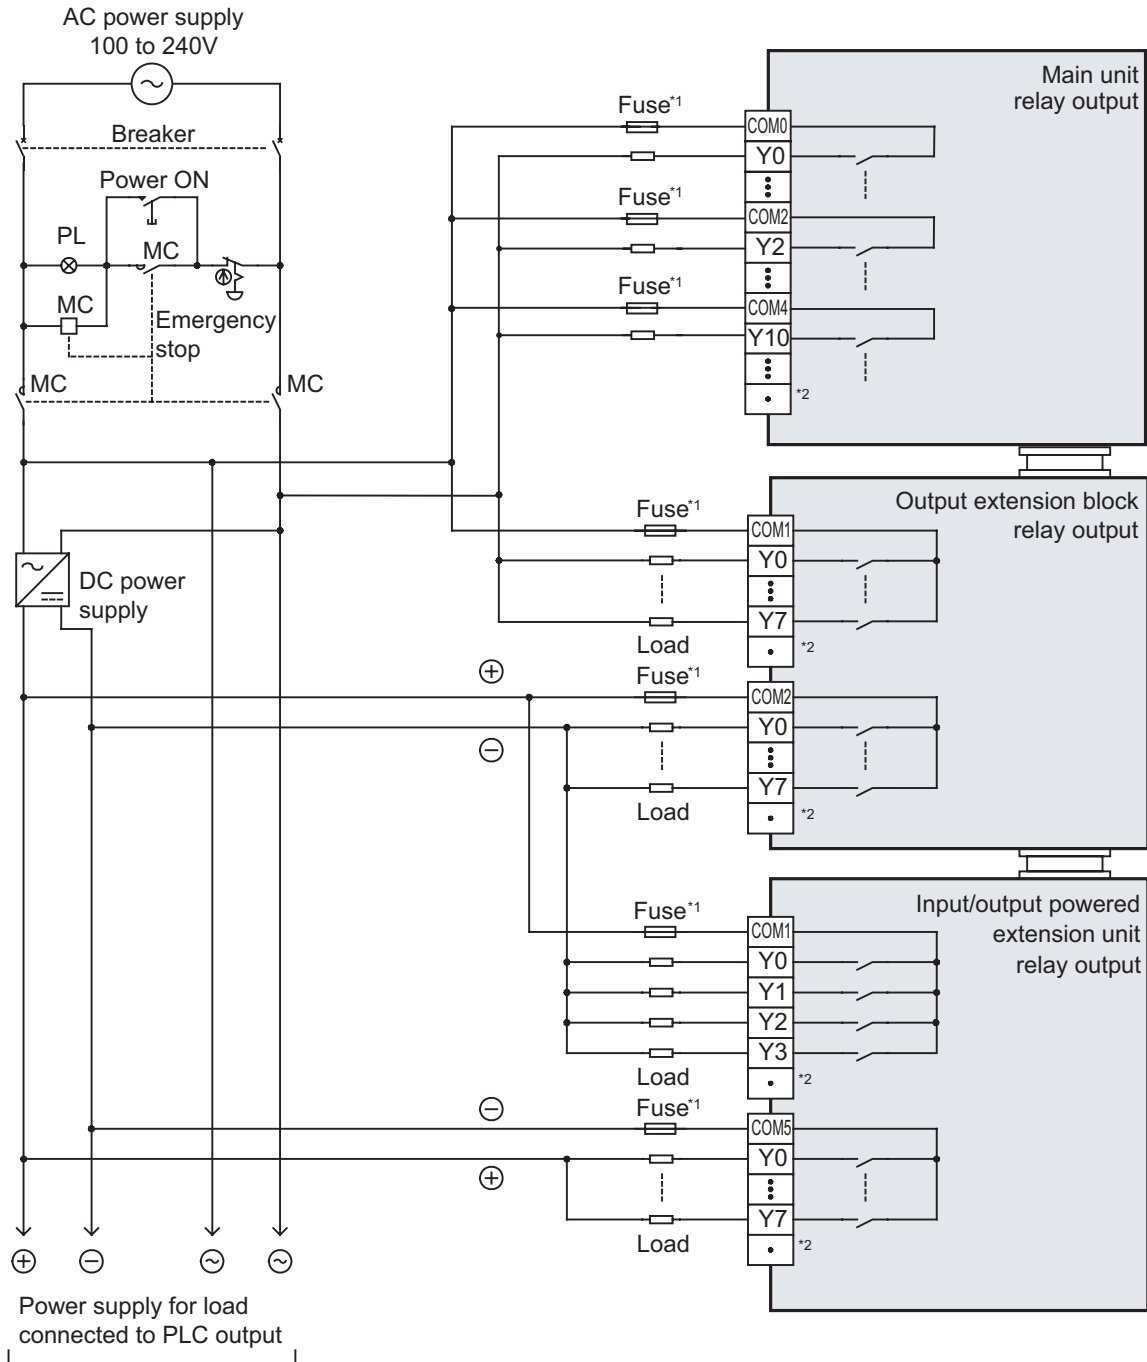 AC power supply
100 to 240V
Breaker
Power ON
PL
MC
MC
Emergency
stop
MC
MC
DC power
supply
Main unit
relay output
Fuse*1
COM0
Y0
Fuse*1
COM2
Y2
Fuse*1
COM4
Y10
*2
Output extension block
relay output
Fuse*1
COM1
Y0
Y7
Load
*2
Fuse*1
COM2
Y0
Y7
Load
*2
Input/output powered
extension unit
relay output
Fuse*1
COM1
Y0
Y1
Y2
Y3
Load
*2
Fuse*1
COM5
Y0
Y7
Load
*2
Power supply for load
connected to PLC output